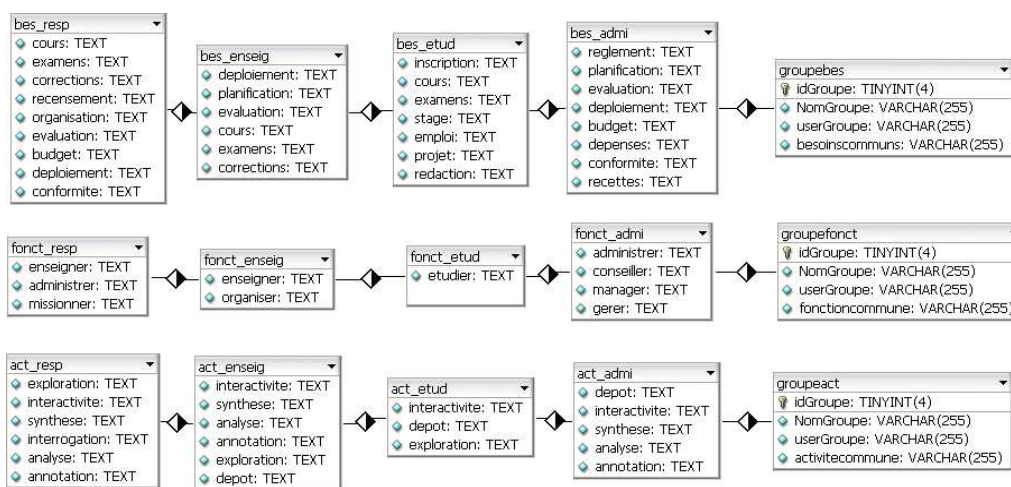 bes_resp
cours: TEXT
examens: TEXT
corrections: TEXT
recensement: TEXT
organisation: TEXT
evaluation: TEXT
budget: TEXT
deploiement: TEXT
conformite: TEXT
bes_enseig
deploiement: TEXT
planification: TEXT
evaluation: TEXT
cours: TEXT
examens: TEXT
corrections: TEXT
bes_etud
inscription: TEXT
cours: TEXT
examens: TEXT
stage: TEXT
emploi: TEXT
projet: TEXT
redaction: TEXT
bes_admi
reglement: TEXT
planification: TEXT
evaluation: TEXT
deploiement: TEXT
budget: TEXT
depenses: TEXT
conformite: TEXT
recettes: TEXT
groupebes
idGroupe: TINYINT(4)
NomGroupe: VARCHAR(255)
userGroupe: VARCHAR(255)
besoinscommuns: VARCHAR(255)
fonct_resp
enseigner: TEXT
administrer: TEXT
missionner: TEXT
fonct_enseig
enseigner: TEXT
organiser: TEXT
fonct_etud
etudier: TEXT
fonct_admi
administrer: TEXT
conseiller: TEXT
manager: TEXT
gerer: TEXT
groupefonct
idGroupe: TINYINT(4)
NomGroupe: VARCHAR(255)
userGroupe: VARCHAR(255)
fonctioncommune: VARCHAR(255)
act_resp
exploration: TEXT
interactivite: TEXT
synthese: TEXT
interrogation: TEXT
analyse: TEXT
annotation: TEXT
act_enseig
interactivite: TEXT
synthese: TEXT
analyse: TEXT
annotation: TEXT
exploration: TEXT
depot: TEXT
act_etud
interactivite: TEXT
depot: TEXT
exploration: TEXT
act_admi
depot: TEXT
interactivite: TEXT
synthese: TEXT
analyse: TEXT
annotation: TEXT
groupeact
idGroupe: TINYINT(4)
NomGroupe: VARCHAR(255)
userGroupe: VARCHAR(255)
activitecommune: VARCHAR(255)